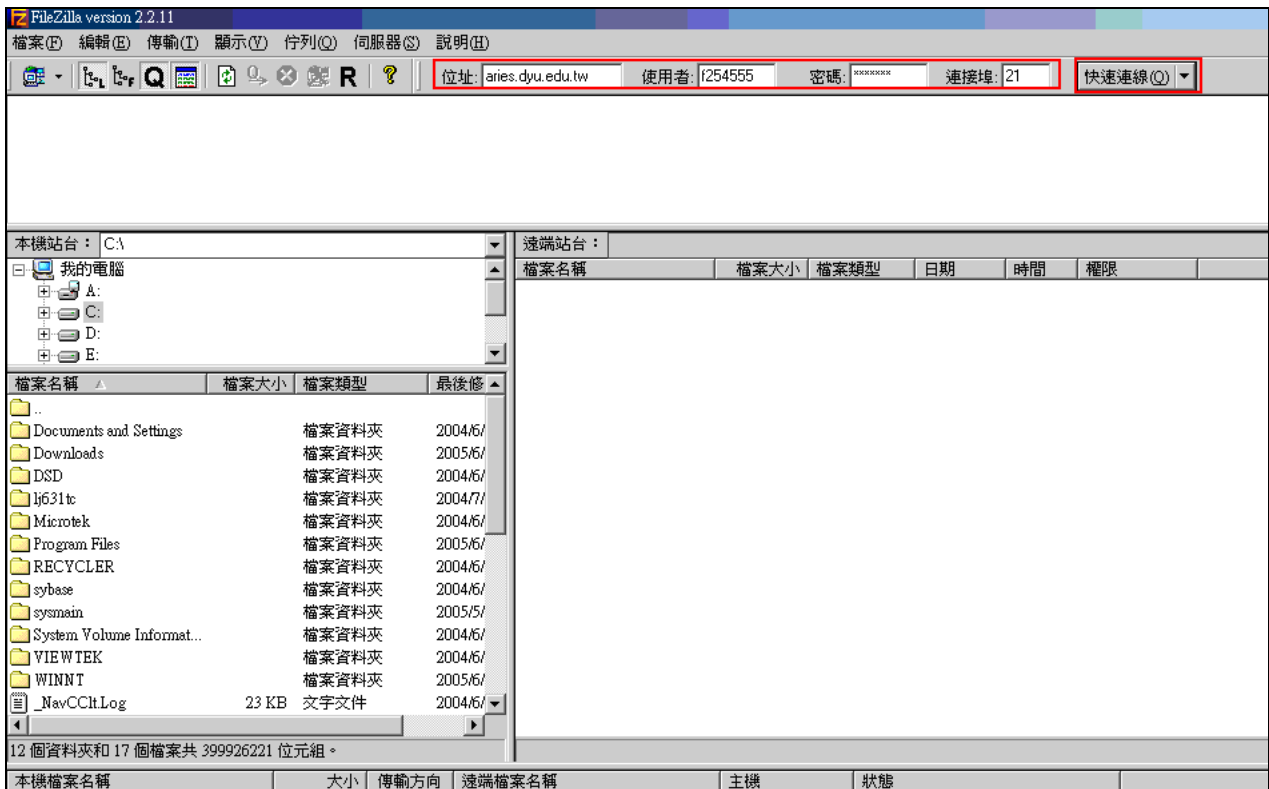 FileZilla version 2.2.11
檔案(F) 編輯(E) 傳輸(T) 顯示(V) 佇列(Q) 伺服器(S) 說明(H)
位址: aries.dyu.edu.tw 使用者: f254555 密碼: ******* 連接埠: 21 快速連線(Q)
本機站台： C:\
遠端站台：
我的電腦
A:
C:
D:
E:
檔案名稱 檔案大小 檔案類型 日期 時間 權限
檔案名稱 檔案大小 檔案類型 最後修
..
Documents and Settings 檔案資料夾 2004/6/
Downloads 檔案資料夾 2005/6/
DSD 檔案資料夾 2004/6/
lj631tc 檔案資料夾 2004/7/
Microtek 檔案資料夾 2004/6/
Program Files 檔案資料夾 2005/6/
RECYCLER 檔案資料夾 2004/6/
sybase 檔案資料夾 2004/6/
sysmain 檔案資料夾 2005/5/
System Volume Informat... 檔案資料夾 2004/6/
VIEWTEK 檔案資料夾 2004/6/
WINNT 檔案資料夾 2005/6/
_NavCClt.Log 23 KB 文字文件 2004/6/
12 個資料夾和 17 個檔案共 399926221 位元組。
本機檔案名稱 大小 傳輸方向 遠端檔案名稱 主機 狀態